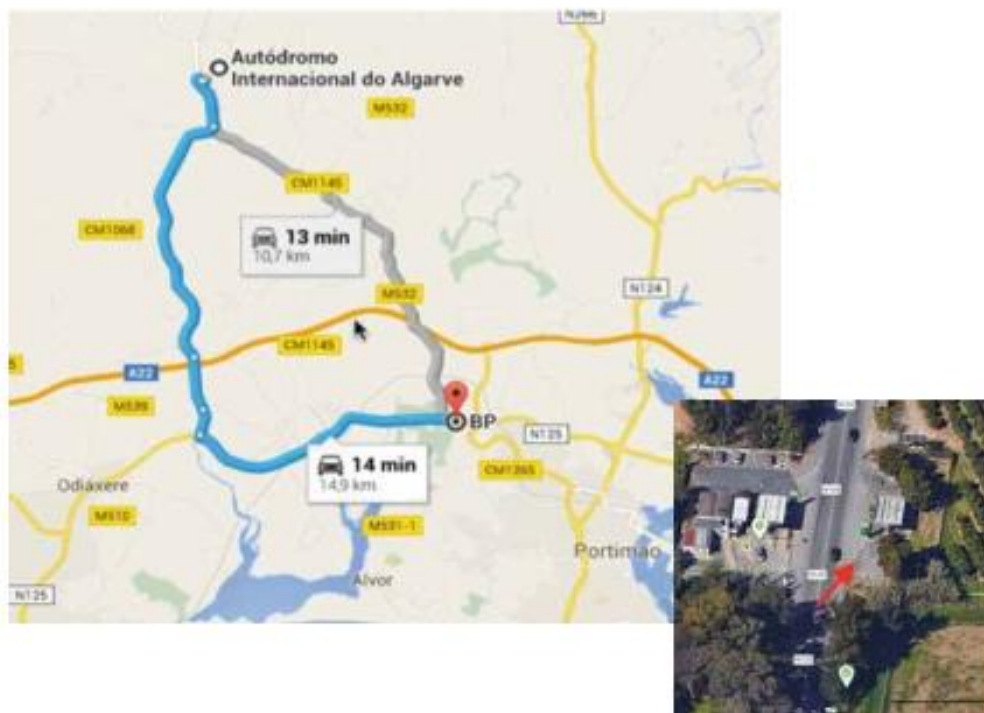 N266
Autódromo
Internacional do Algarve
M532
CM1145
CM1068
13 min
10,7 km
M532
N124
CM1145
A22
A22
M539
BP
N125
14 min
14,9 km
CM1265
Odiáxere
M510
M531-1
Portimão
Alvor
N125